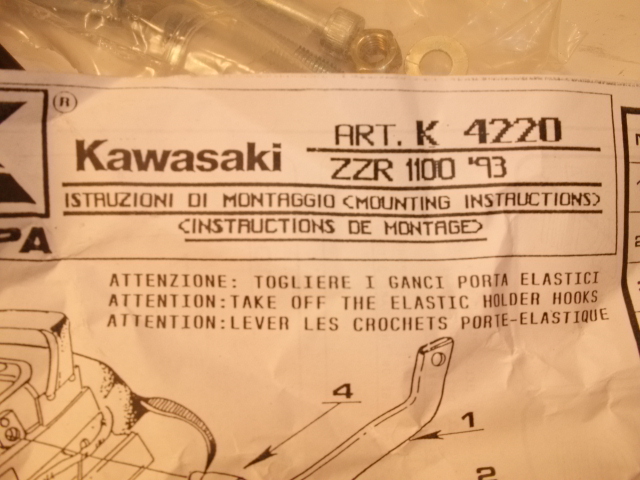 ®
Kawasaki
ART. K 4220
ZZR 1100 '93
ISTRUZIONI DI MONTAGGIO <MOUNTING INSTRUCTIONS>
<INSTRUCTIONS DE MONTAGE>
PA
ATTENZIONE: TOGLIERE I GANCI PORTA ELASTICI
ATTENTION:TAKE OFF THE ELASTIC HOLDER HOOKS
ATTENTION:LEVER LES CROCHETS PORTE-ELASTIQUE
4
1
2